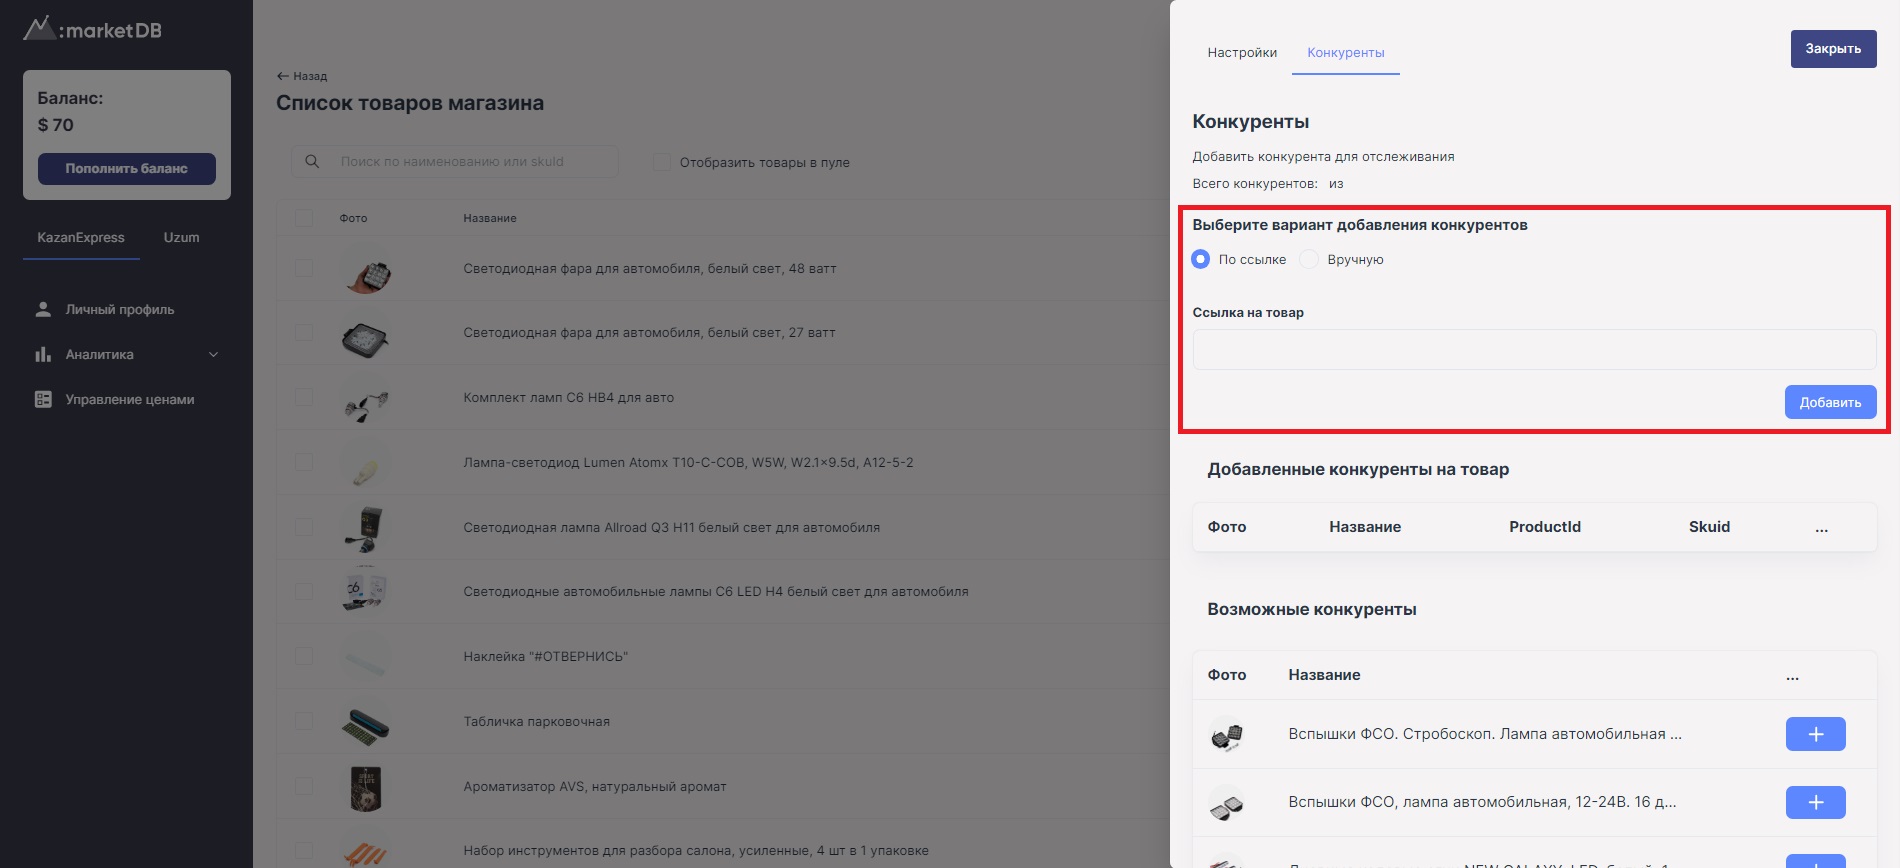 :marketDB
Баланс:
$ 70
Пополнить баланс
KazanExpress
Uzum
Личный профиль
Аналитика
Управление ценами
← Назад
Список товаров магазина
Поиск по наименованию или skuId
Отобразить товары в пуле
Фото
Название
Светодиодная фара для автомобиля, белый свет, 48 ватт
Светодиодная фара для автомобиля, белый свет, 27 ватт
Комплект ламп C6 HB4 для авто
Лампа-светодиод Lumen Atomx T10-C-COB, W5W, W2.1×9.5d, A12-5-2
Светодиодная лампа Allroad Q3 H11 белый свет для автомобиля
Светодиодные автомобильные лампы C6 LED H4 белый свет для автомобиля
Наклейка "#ОТВЕРНИСЬ"
Табличка парковочная
Ароматизатор AVS, натуральный аромат
Набор инструментов для разбора салона, усиленные, 4 шт в 1 упаковке
Настройки
Конкуренты
Закрыть
Конкуренты
Добавить конкурента для отслеживания
Всего конкурентов: из
Выберите вариант добавления конкурентов
По ссылке
Вручную
Ссылка на товар
Добавить
Добавленные конкуренты на товар
Фото
Название
ProductId
Skuid
...
Возможные конкуренты
Фото
Название
...
Вспышки ФСО. Стробоскоп. Лампа автомобильная ...
Вспышки ФСО, лампа автомобильная, 12-24В. 16 д...